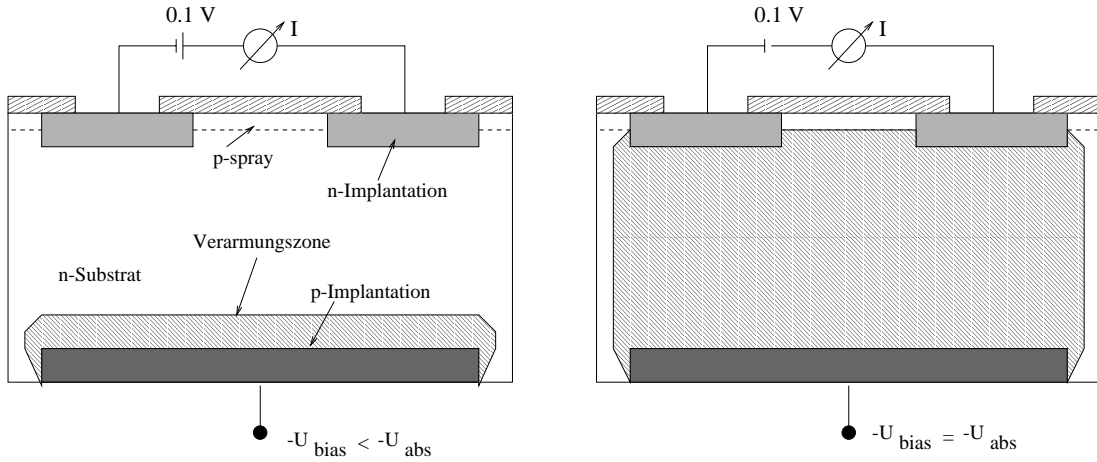 0.1 V
I
p-spray
n-Implantation
Verarmungszone
n-Substrat
p-Implantation
-U bias < -U abs
0.1 V
I
-U bias = -U abs